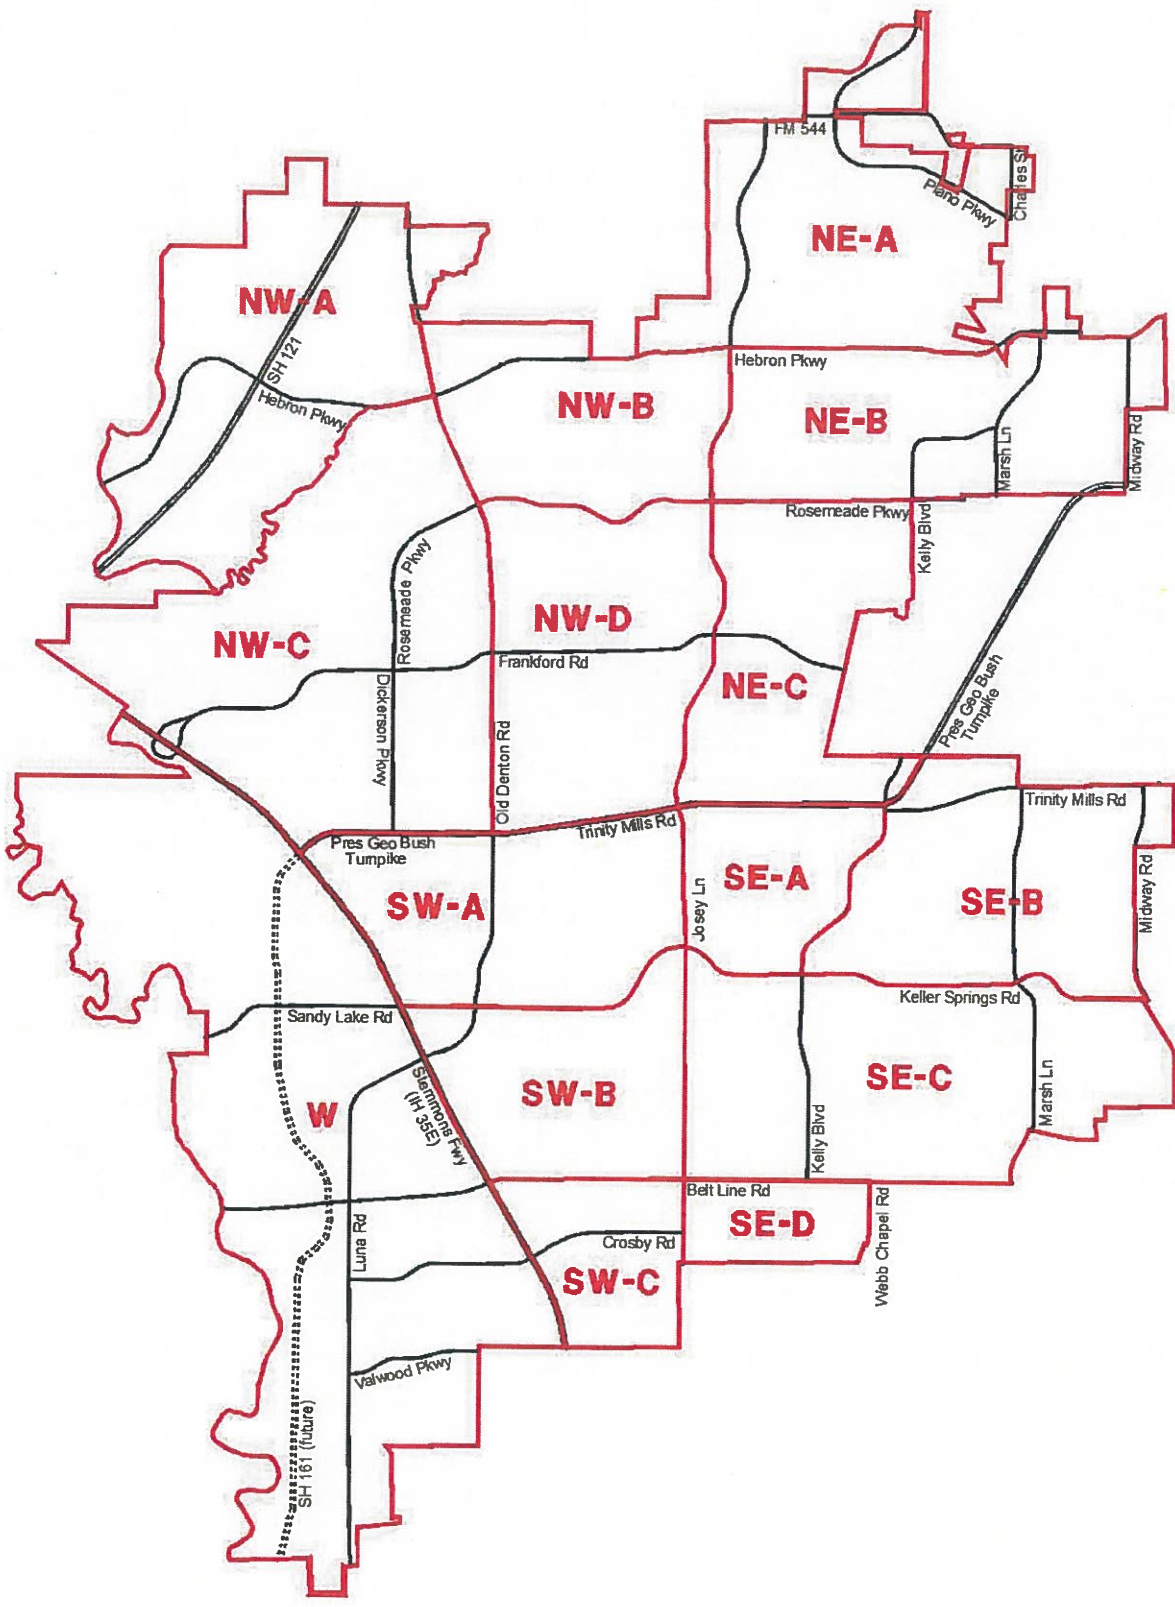 FM 544
Plano Pkwy
Charles St
NE-A
NW-A
SH 121
Hebron Pkwy
Hebron Pkwy
NW-B
NE-B
Marsh Ln
Midway Rd
Rosemeade Pkwy
Kelly Blvd
Rosemeade Pkwy
NW-D
NW-C
Frankford Rd
NE-C
Pres Geo Bush
Turnpike
Dickerson Pkwy
Old Denton Rd
Trinity Mills Rd
Trinity Mills Rd
Pres Geo Bush
Turnpike
SE-A
SW-A
SE-B
Josey Ln
Midway Rd
Keller Springs Rd
Sandy Lake Rd
Stemmons Fwy
(IH 35E)
SE-C
SW-B
W
Marsh Ln
Kelly Blvd
Belt Line Rd
Webb Chapel Rd
SE-D
Luna Rd
Crosby Rd
SW-C
Valwood Pkwy
SH 161 (future)